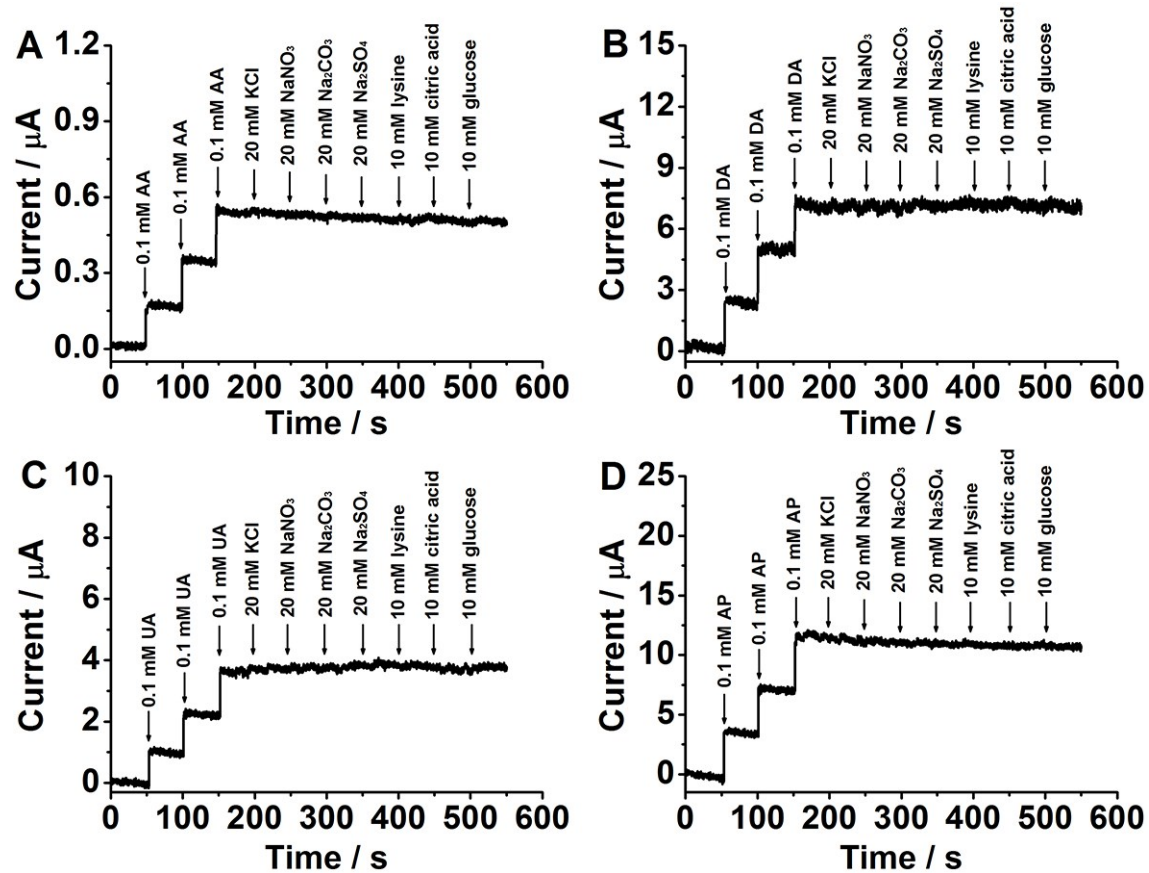 A
Current / μA
1.2
0.9
0.6
0.3
0.0
0.1 mM AA
0.1 mM AA
0.1 mM AA
20 mM KCl
20 mM NaNO₃
20 mM Na₂CO₃
20 mM Na₂SO₄
10 mM lysine
10 mM citric acid
10 mM glucose
0 100 200 300 400 500 600
Time / s
B
Current / μA
15
12
9
6
3
0
0.1 mM DA
0.1 mM DA
0.1 mM DA
20 mM KCl
20 mM NaNO₃
20 mM Na₂CO₃
20 mM Na₂SO₄
10 mM lysine
10 mM citric acid
10 mM glucose
0 100 200 300 400 500 600
Time / s
C
Current / μA
10
8
6
4
2
0
0.1 mM UA
0.1 mM UA
0.1 mM UA
20 mM KCl
20 mM NaNO₃
20 mM Na₂CO₃
20 mM Na₂SO₄
10 mM lysine
10 mM citric acid
10 mM glucose
0 100 200 300 400 500 600
Time / s
D
Current / μA
25
20
15
10
5
0
0.1 mM AP
0.1 mM AP
0.1 mM AP
20 mM KCl
20 mM NaNO₃
20 mM Na₂CO₃
20 mM Na₂SO₄
10 mM lysine
10 mM citric acid
10 mM glucose
0 100 200 300 400 500 600
Time / s